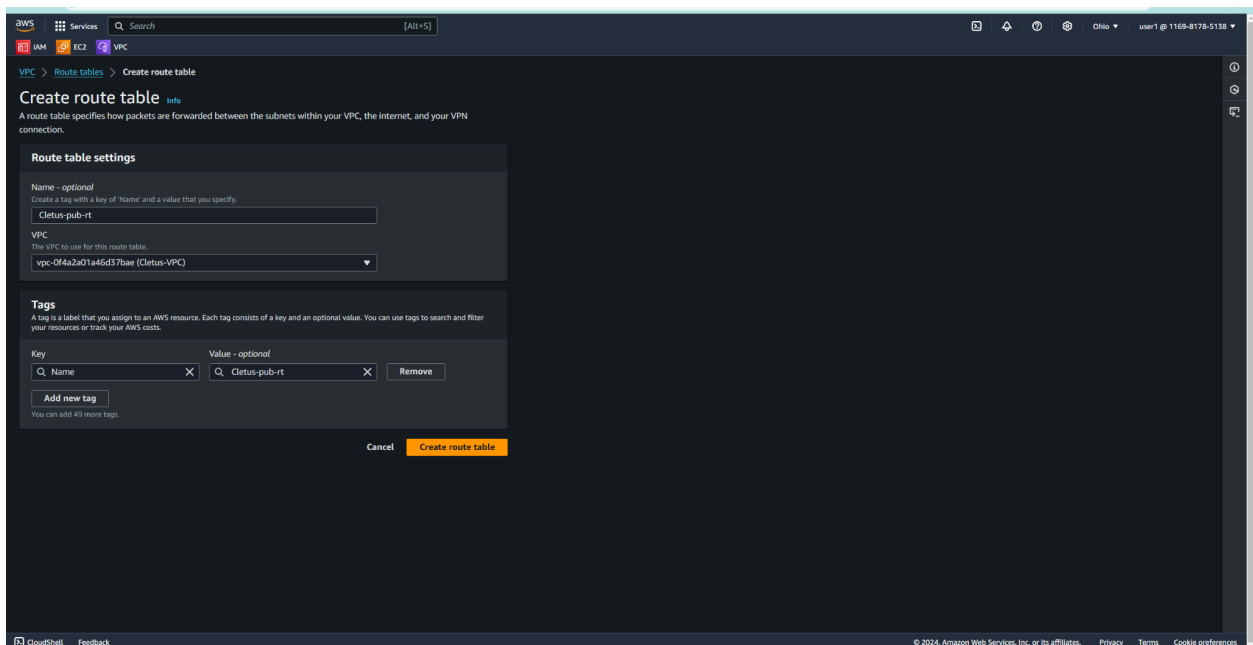 aws Services Search [Alt+S] Ohio user1 @ 1169-8178-5138
IAM EC2 VPC
VPC > Route tables > Create route table
Create route table Info
A route table specifies how packets are forwarded between the subnets within your VPC, the internet, and your VPN
connection.
Route table settings
Name - optional
Create a tag with a key of 'Name' and a value that you specify.
Cletus-pub-rt
VPC
The VPC to use for this route table.
vpc-0f4a2a01a46d37bae (Cletus-VPC)
Tags
A tag is a label that you assign to an AWS resource. Each tag consists of a key and an optional value. You can use tags to search and filter
your resources or track your AWS costs.
Key Value - optional
Name Cletus-pub-rt Remove
Add new tag
You can add 49 more tags.
Cancel Create route table
CloudShell Feedback © 2024, Amazon Web Services, Inc. or its affiliates. Privacy Terms Cookie preferences